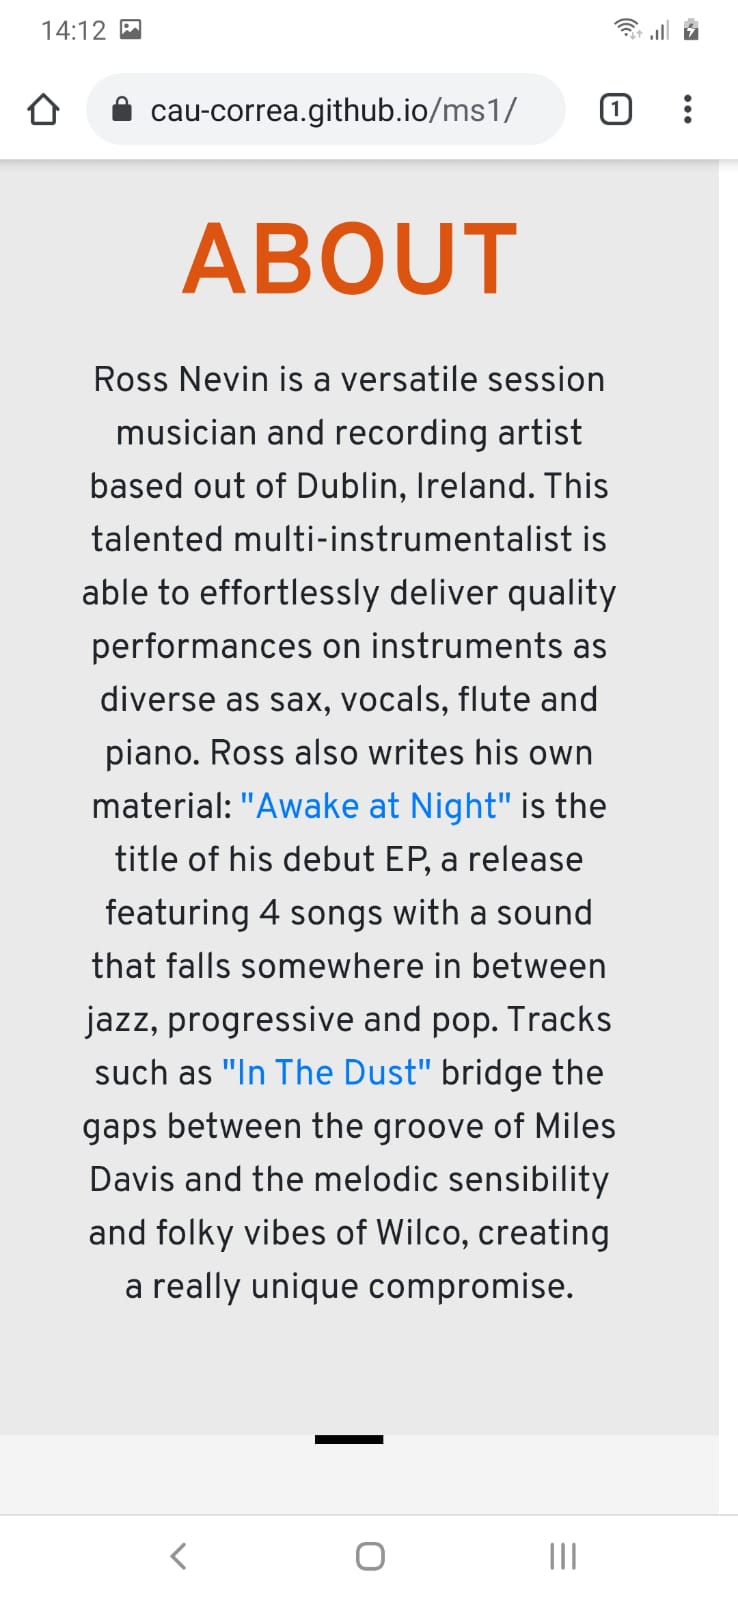 14:12
cau-correa.github.io/ms1/
1
ABOUT
Ross Nevin is a versatile session
musician and recording artist
based out of Dublin, Ireland. This
talented multi-instrumentalist is
able to effortlessly deliver quality
performances on instruments as
diverse as sax, vocals, flute and
piano. Ross also writes his own
material: "Awake at Night" is the
title of his debut EP, a release
featuring 4 songs with a sound
that falls somewhere in between
jazz, progressive and pop. Tracks
such as "In The Dust" bridge the
gaps between the groove of Miles
Davis and the melodic sensibility
and folky vibes of Wilco, creating
a really unique compromise.